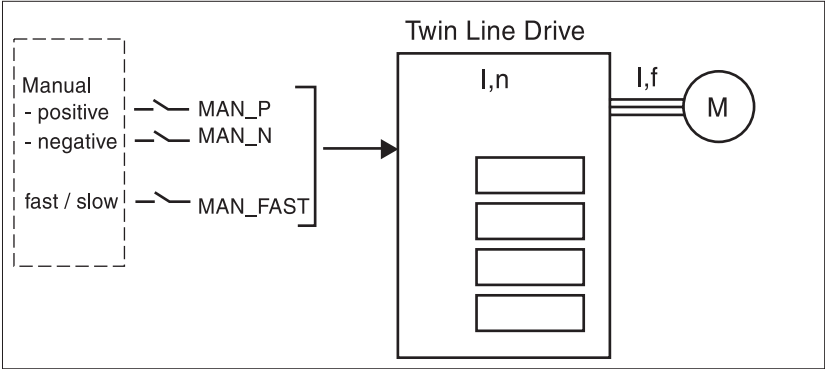 Twin Line Drive
Manual
- positive
- negative
fast / slow
MAN_P
MAN_N
MAN_FAST
I,n
I,f
M